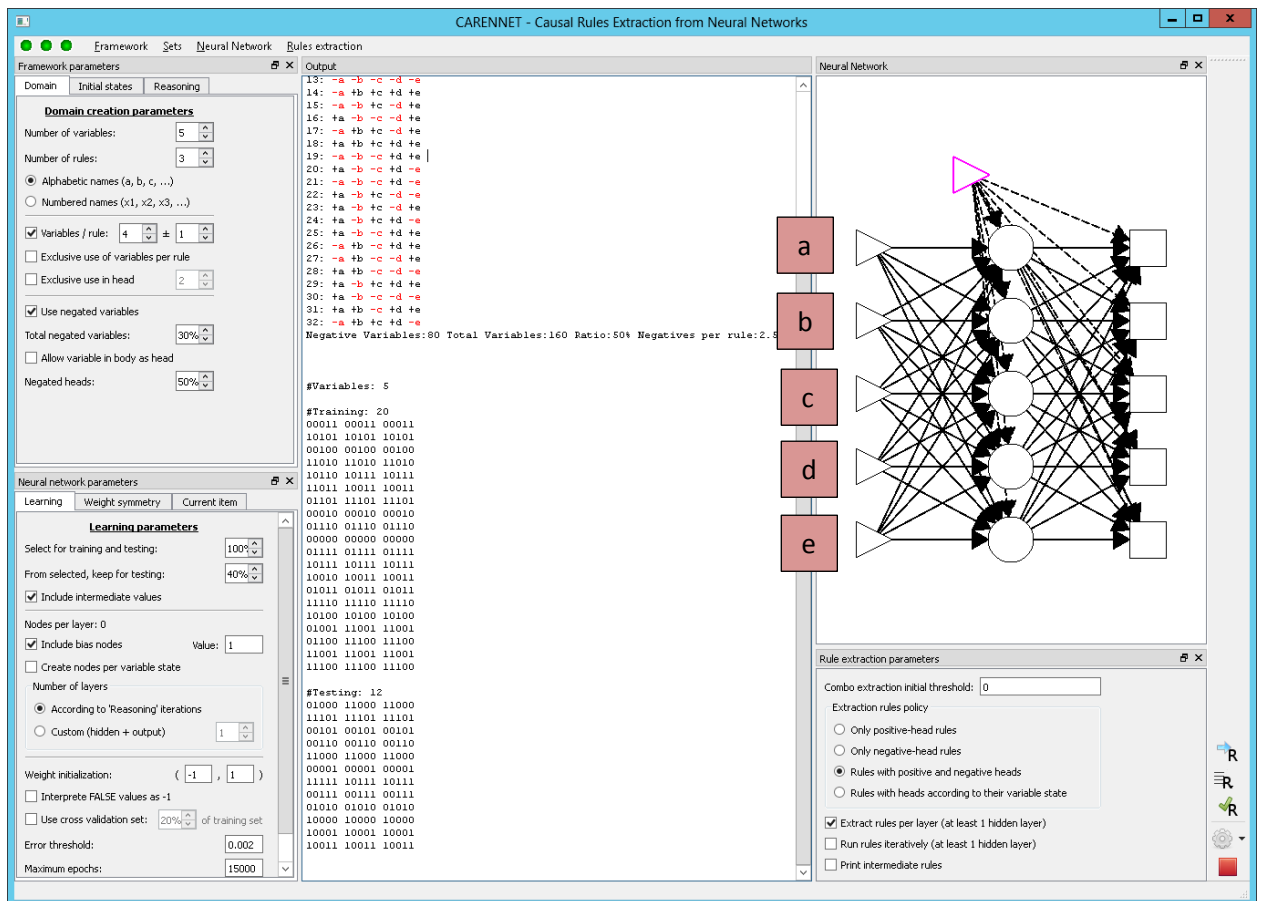 CARENNET - Causal Rules Extraction from Neural Networks
Framework Sets Neural Network Rules extraction
Framework parameters
Domain Initial states Reasoning
Domain creation parameters
Number of variables: 5
Number of rules: 3
Alphabetic names (a, b, c, ...)
Numbered names (x1, x2, x3, ...)
Variables / rule: 4 ± 1
Exclusive use of variables per rule
Exclusive use in head 2
Use negated variables
Total negated variables: 30%
Allow variable in body as head
Negated heads: 50%
Neural network parameters
Learning Weight symmetry Current item
Learning parameters
Select for training and testing: 100%
From selected, keep for testing: 40%
Include intermediate values
Nodes per layer: 0
Include bias nodes Value: 1
Create nodes per variable state
Number of layers
According to 'Reasoning' iterations
Custom (hidden + output) 1
Weight initialization: ( -1 , 1 )
Interprete FALSE values as -1
Use cross validation set: 20% of training set
Error threshold: 0.002
Maximum epochs: 15000
Output
13: -a -b -c -d -e
14: -a +b +c +d +e
15: -a -b -c -d +e
16: +a -b -c -d +e
17: -a +b +c -d +e
18: +a +b +c +d +e
19: -a -b -c +d +e
20: +a -b -c +d -e
21: -a -b -c +d -e
22: +a -b +c -d -e
23: +a +b -c +d +e
24: +a -b +c +d -e
25: +a -b +c -d +e
26: -a +b -c +d -e
27: -a +b -c +d +e
28: +a +b -c -d -e
29: +a -b +c +d +e
30: +a -b -c -d -e
31: +a +b -c +d -e
32: -a +b +c +d -e
Negative Variables:80 Total Variables:160 Ratio:50% Negatives per rule:2.5
#Variables: 5
#Training: 20
00011 00011 00011
10101 10101 10101
00100 00100 00100
11010 11010 11010
10110 10111 10111
11011 10011 10011
01101 11101 11101
00010 00010 00010
01110 01110 01110
00000 00000 00000
01111 01111 01111
10111 10111 10111
10010 10011 10011
01011 01011 01011
11110 11110 11110
10100 10100 10100
01001 11001 11001
01100 11100 11100
11001 11001 11001
11100 11100 11100
#Testing: 12
01000 11000 11000
11101 11101 11101
00101 00101 00101
00110 00110 00110
11000 11000 11000
00001 00001 00001
11111 10111 10111
00111 00111 00111
01010 01010 01010
10000 10000 10000
10001 10001 10001
10011 10011 10011
Neural Network
a
b
c
d
e
Rule extraction parameters
Combo extraction initial threshold: 0
Extraction rules policy
Only positive-head rules
Only negative-head rules
Rules with positive and negative heads
Rules with heads according to their variable state
Extract rules per layer (at least 1 hidden layer)
Run rules iteratively (at least 1 hidden layer)
Print intermediate rules
R
R
R